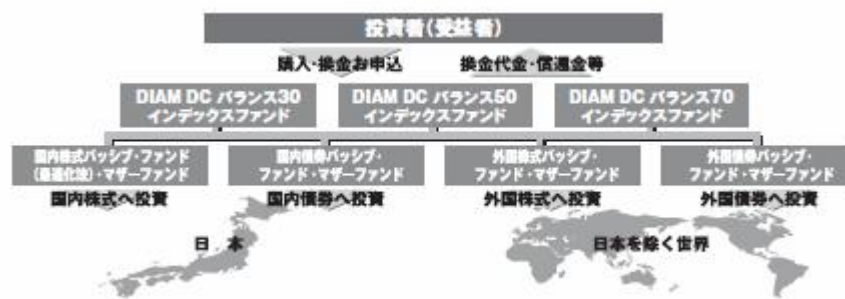 投資者(受益者)
購入・換金お申込
換金代金・償還金等
DIAM DC バランス30
インデックスファンド
DIAM DC バランス50
インデックスファンド
DIAM DC バランス70
インデックスファンド
国内株式パッシブ・ファンド
(最適化法)・マザーファンド
国内債券パッシブ・
ファンド・マザーファンド
外国株式パッシブ・
ファンド・マザーファンド
外国債券パッシブ・
ファンド・マザーファンド
国内株式へ投資
国内債券へ投資
外国株式へ投資
外国債券へ投資
日 本
日本を除く世界